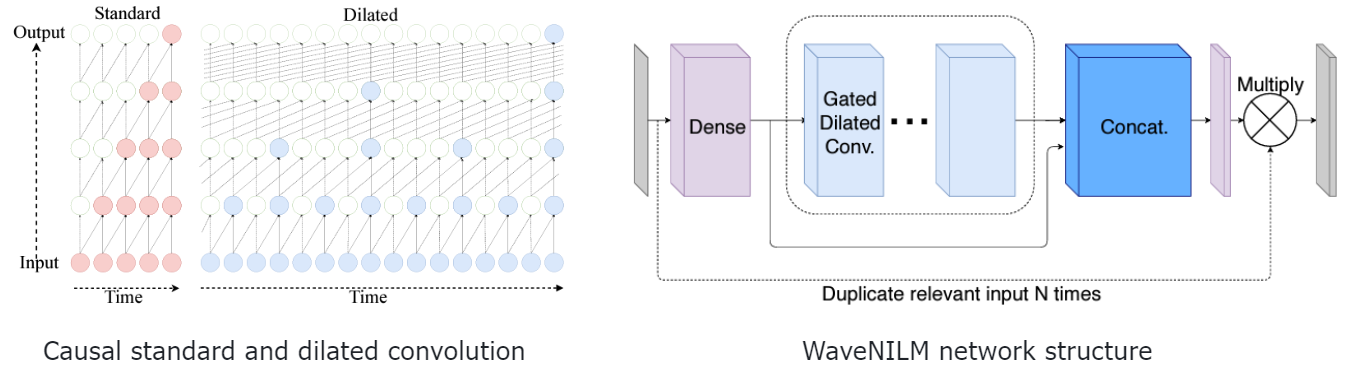 Standard
Dilated
Output
Input
Time
Time
Causal standard and dilated convolution
Dense
Gated
Dilated
Conv.
Concat.
Multiply
Duplicate relevant input N times
WaveNILM network structure